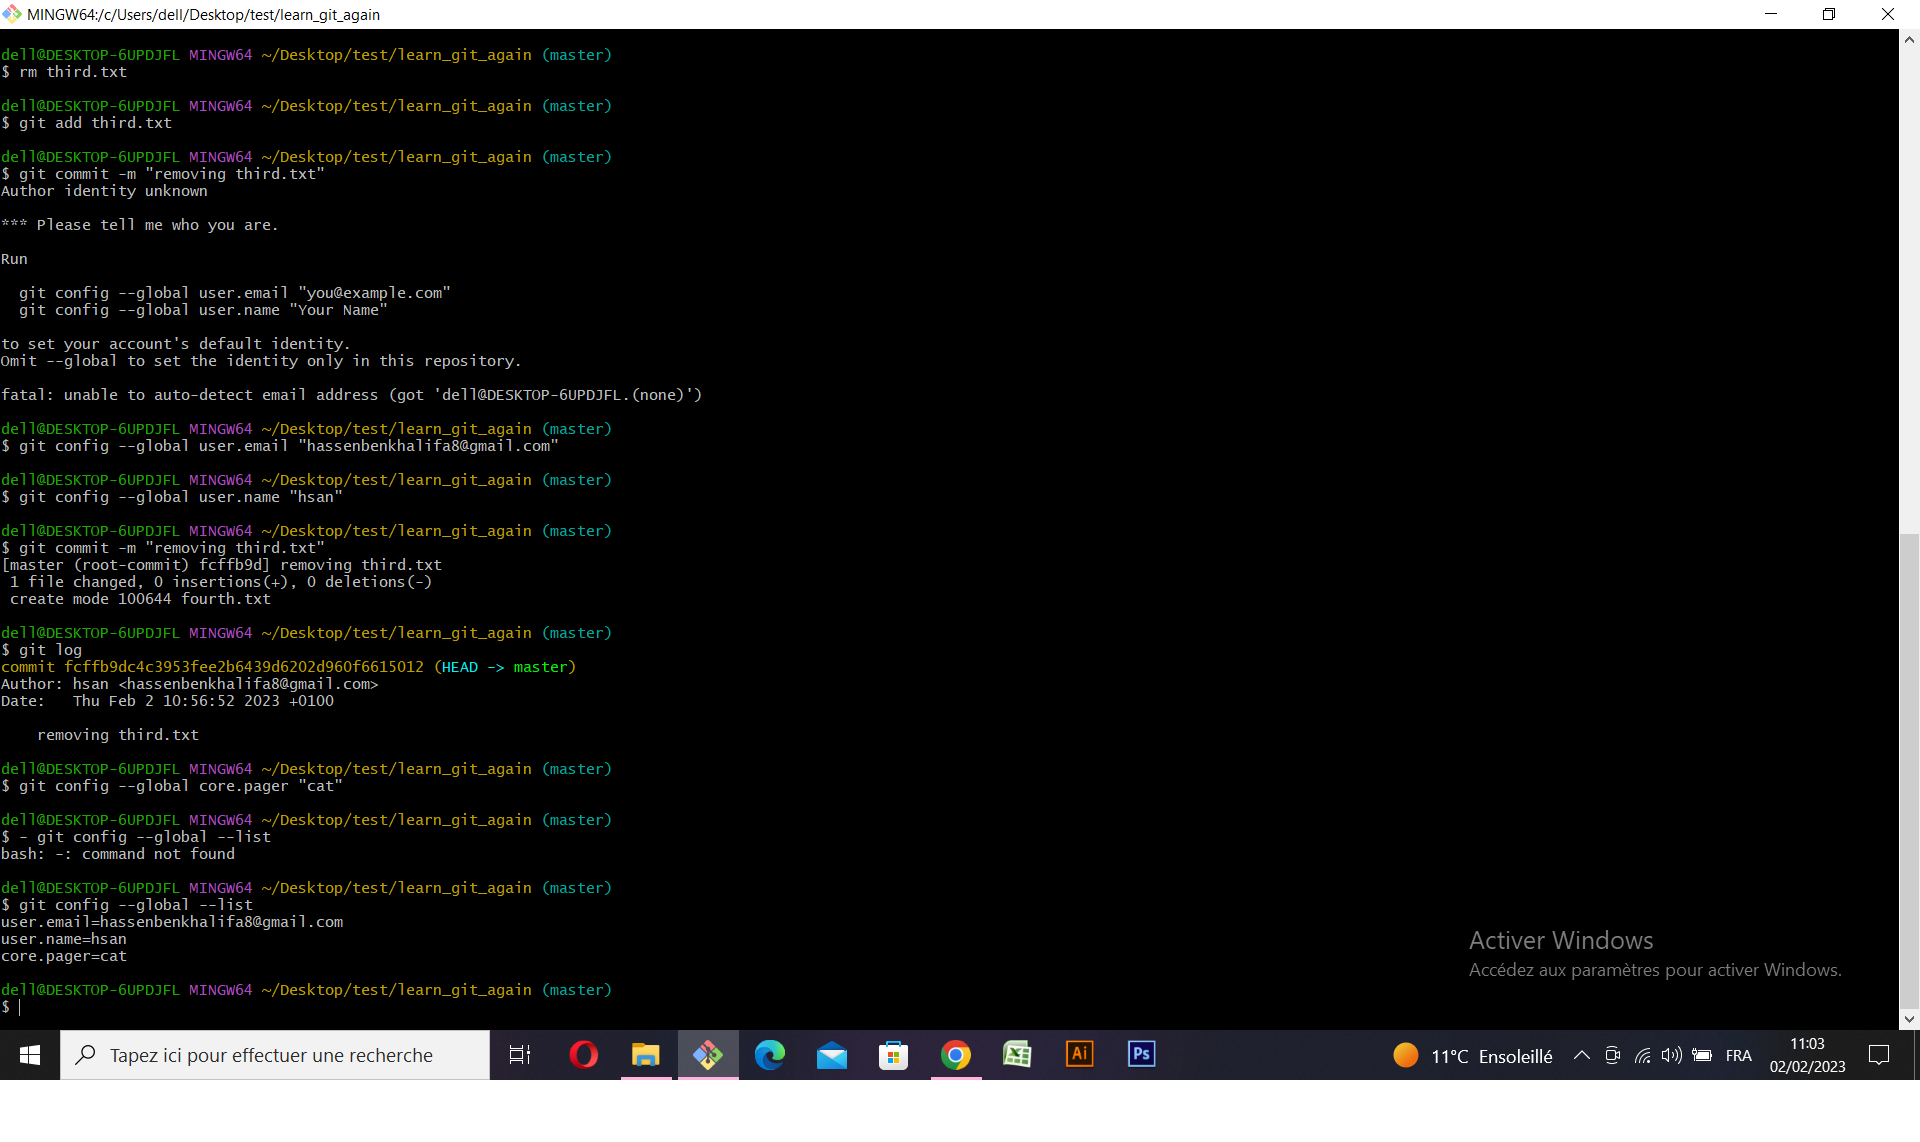 MINGW64:/c/Users/dell/Desktop/test/learn_git_again
dell@DESKTOP-6UPDJFL MINGW64 ~/Desktop/test/learn_git_again (master)
$ rm third.txt
dell@DESKTOP-6UPDJFL MINGW64 ~/Desktop/test/learn_git_again (master)
$ git add third.txt
dell@DESKTOP-6UPDJFL MINGW64 ~/Desktop/test/learn_git_again (master)
$ git commit -m "removing third.txt"
Author identity unknown
*** Please tell me who you are.
Run
git config --global user.email "you@example.com"
git config --global user.name "Your Name"
to set your account's default identity.
Omit --global to set the identity only in this repository.
fatal: unable to auto-detect email address (got 'dell@DESKTOP-6UPDJFL.(none)')
dell@DESKTOP-6UPDJFL MINGW64 ~/Desktop/test/learn_git_again (master)
$ git config --global user.email "hassenbenkhalifa8@gmail.com"
dell@DESKTOP-6UPDJFL MINGW64 ~/Desktop/test/learn_git_again (master)
$ git config --global user.name "hsan"
dell@DESKTOP-6UPDJFL MINGW64 ~/Desktop/test/learn_git_again (master)
$ git commit -m "removing third.txt"
[master (root-commit) fcffb9d] removing third.txt
1 file changed, 0 insertions(+), 0 deletions(-)
create mode 100644 fourth.txt
dell@DESKTOP-6UPDJFL MINGW64 ~/Desktop/test/learn_git_again (master)
$ git log
commit fcffb9dc4c3953fee2b6439d6202d960f6615012 (HEAD -> master)
Author: hsan <hassenbenkhalifa8@gmail.com>
Date: Thu Feb 2 10:56:52 2023 +0100
removing third.txt
dell@DESKTOP-6UPDJFL MINGW64 ~/Desktop/test/learn_git_again (master)
$ git config --global core.pager "cat"
dell@DESKTOP-6UPDJFL MINGW64 ~/Desktop/test/learn_git_again (master)
$ - git config --global --list
bash: -: command not found
dell@DESKTOP-6UPDJFL MINGW64 ~/Desktop/test/learn_git_again (master)
$ git config --global --list
user.email=hassenbenkhalifa8@gmail.com
user.name=hsan
core.pager=cat
dell@DESKTOP-6UPDJFL MINGW64 ~/Desktop/test/learn_git_again (master)
$
Activer Windows
Accédez aux paramètres pour activer Windows.
Tapez ici pour effectuer une recherche
Ai
Ps
11°C Ensoleillé
FRA
11:03
02/02/2023